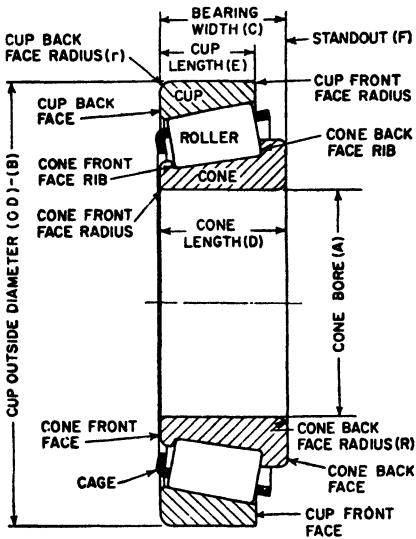 BEARING
WIDTH (C)
CUP
LENGTH (E)
STANDOUT (F)
CUP BACK
FACE RADIUS (r)
CUP FRONT
FACE RADIUS
CUP BACK
FACE
CUP
ROLLER
CONE BACK
FACE RIB
CONE FRONT
FACE RIB
CONE
CONE FRONT
FACE RADIUS
CONE
LENGTH (D)
CUP OUTSIDE DIAMETER (OD)-(B)
CONE BORE (A)
CONE FRONT
FACE
CONE BACK
FACE RADIUS (R)
CAGE
CONE BACK
FACE
CUP FRONT
FACE